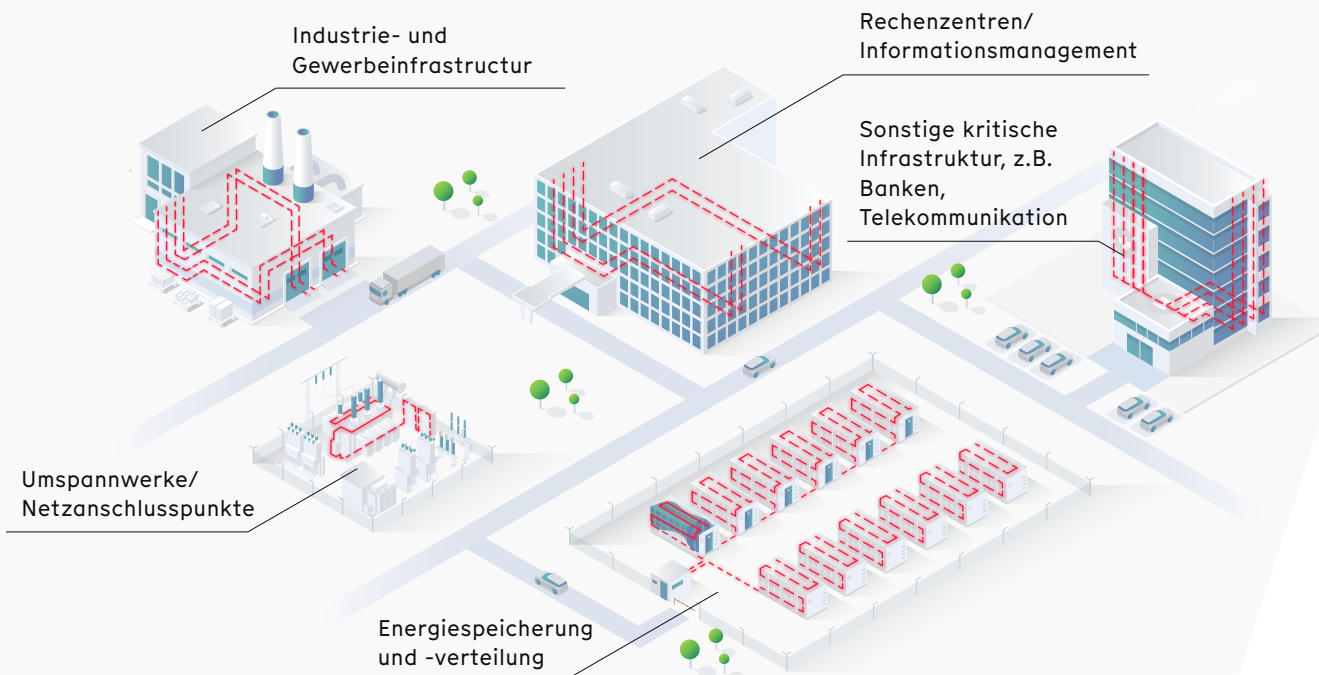 Industrie- und
Gewerbeinfrastructur
Rechenzentren/
Informationsmanagement
Sonstige kritische
Infrastruktur, z.B.
Banken,
Telekommunikation
Umspannwerke/
Netzanschlusspunkte
Energiespeicherung
und -verteilung